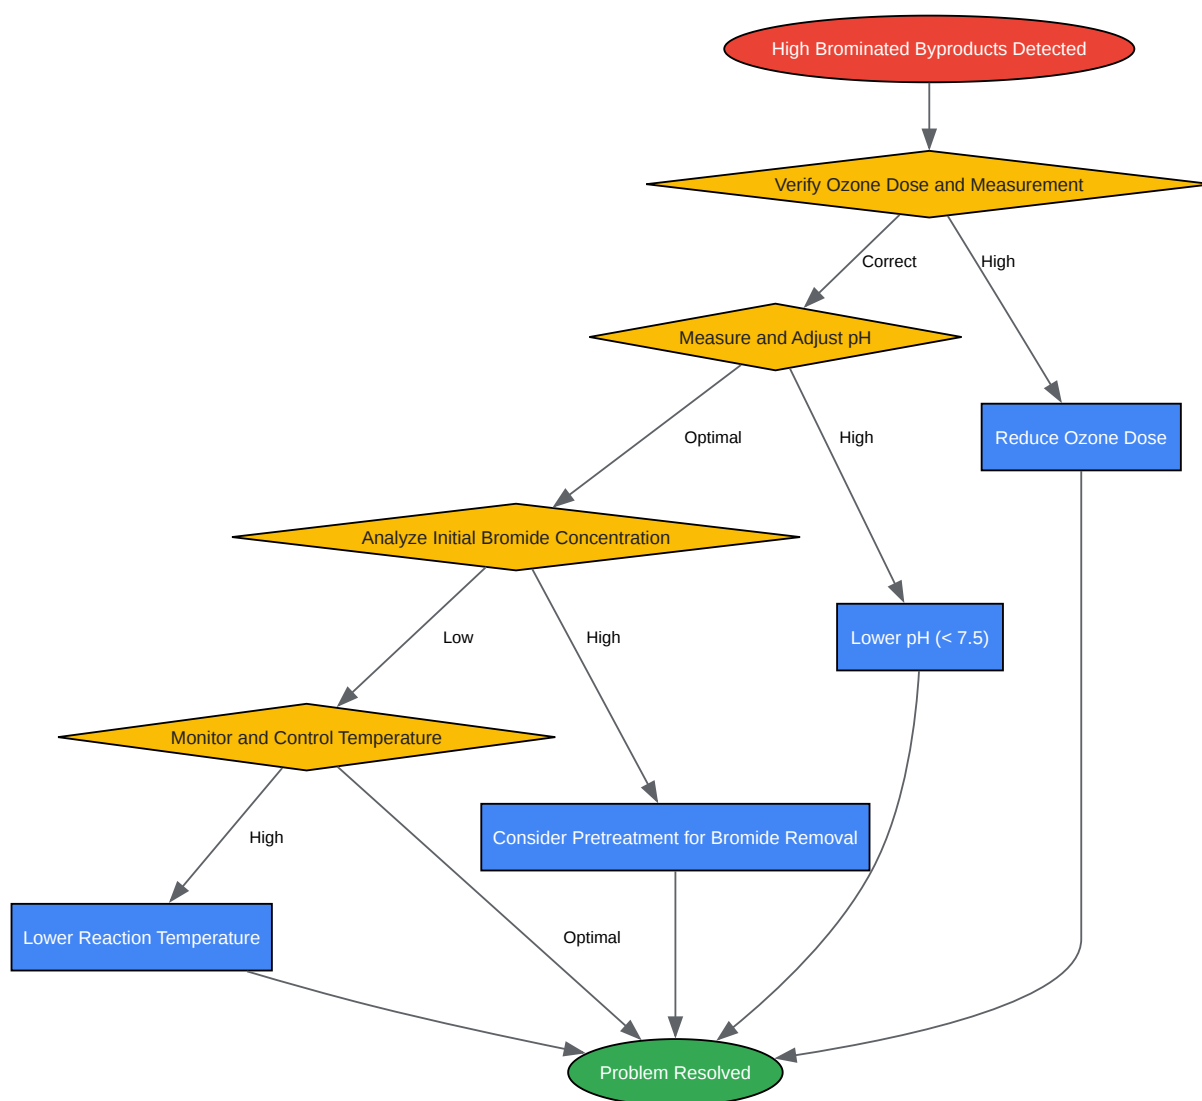 High Brominated Byproducts Detected
Verify Ozone Dose and Measurement
Correct
High
Measure and Adjust pH
Optimal
High
Reduce Ozone Dose
Analyze Initial Bromide Concentration
Low
High
Lower pH (< 7.5)
Monitor and Control Temperature
High
Consider Pretreatment for Bromide Removal
Lower Reaction Temperature
Optimal
Problem Resolved